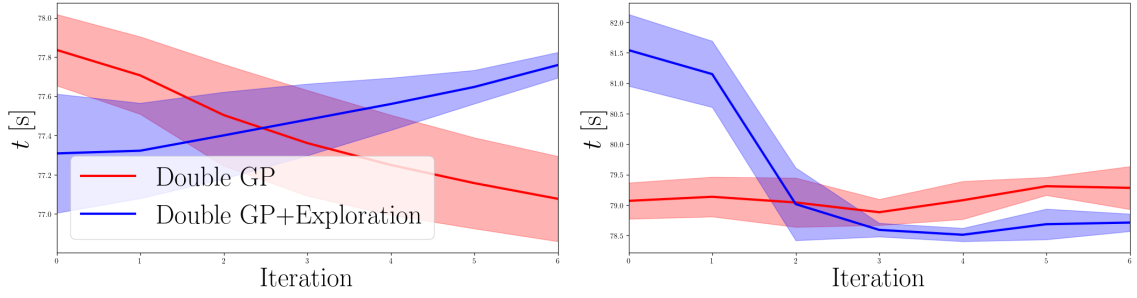 78.0
77.8
77.6
77.4
77.2
77.0
t [s]
0 1 2 3 4 5 6
Iteration
Double GP
Double GP+Exploration
82.0
81.5
81.0
80.5
80.0
79.5
79.0
78.5
t [s]
0 1 2 3 4 5 6
Iteration